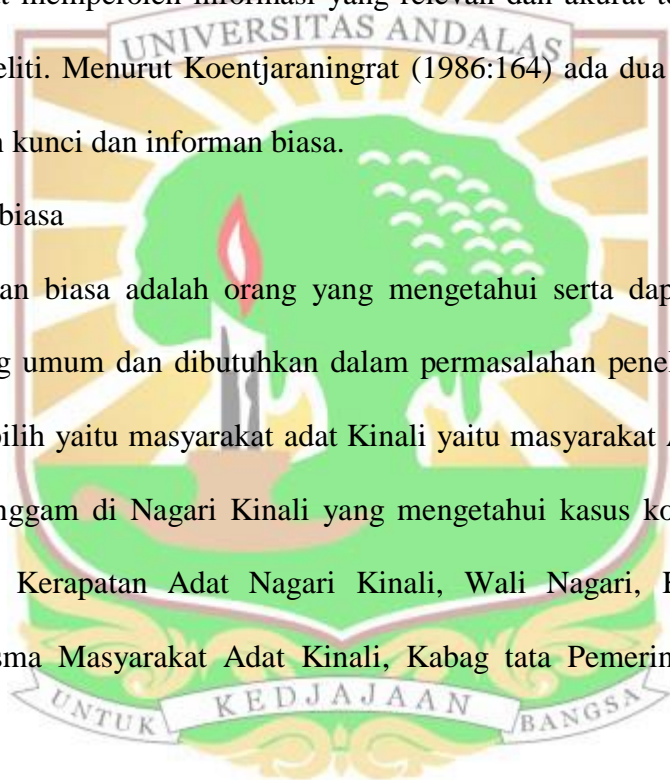 memperoleh informasi yang relevan dan akurat
UNIVERSITAS ANDALAS
eliti. Menurut Koentjaraningrat (1986:164) ada dua
kunci dan informan biasa.
biasa
an biasa adalah orang yang mengetahui serta dap
g umum dan dibutuhkan dalam permasalahan penel
pilih yaitu masyarakat adat Kinali yaitu masyarakat
nggam di Nagari Kinali yang mengetahui kasus ko
Kerapatan Adat Nagari Kinali, Wali Nagari,
sma Masyarakat Adat Kinali, Kabag tata Pemerin
UNTUK KEDJAJAAN BANGSA